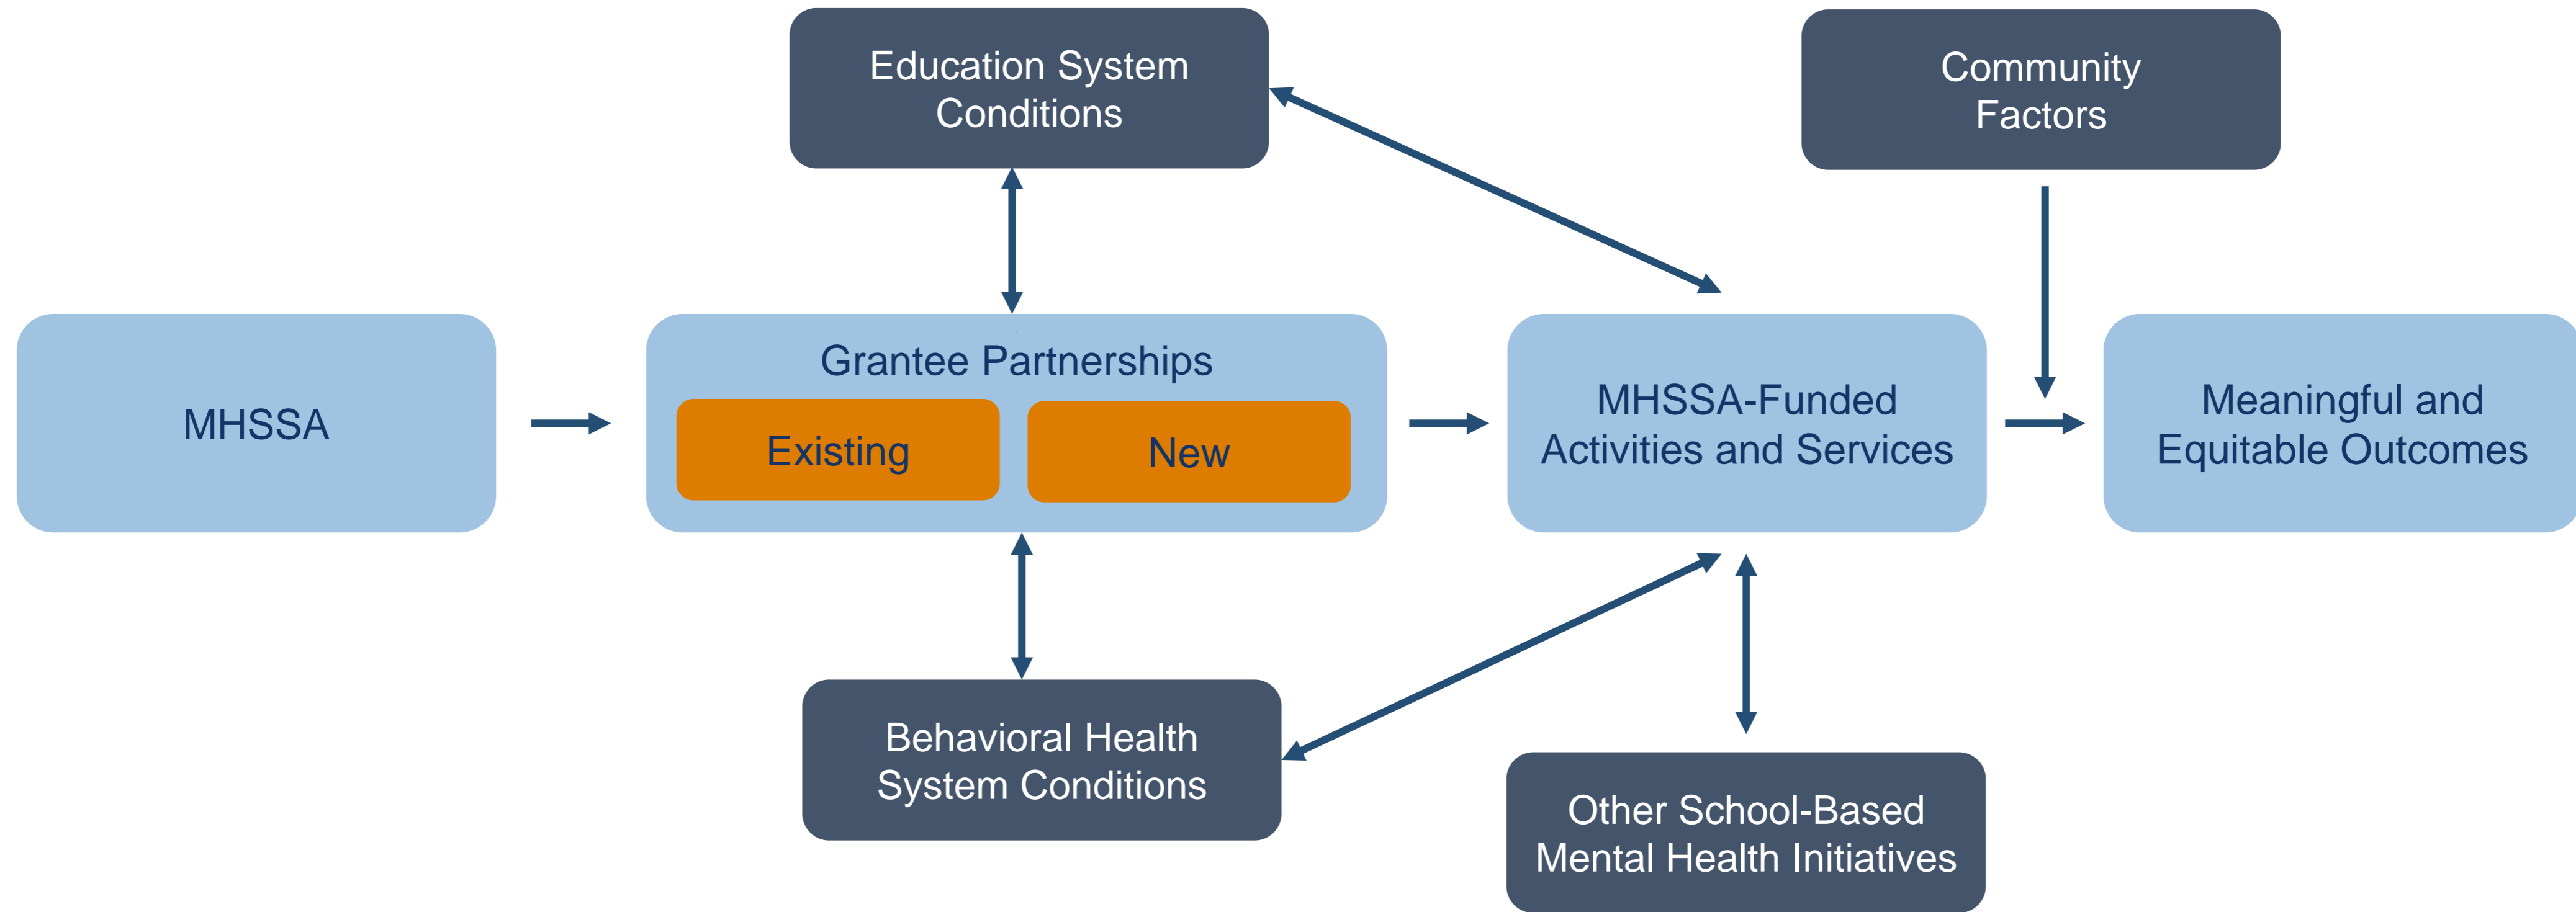 Education System
Conditions
Community
Factors
MHSSA
Grantee Partnerships
Existing
New
MHSSA-Funded
Activities and Services
Meaningful and
Equitable Outcomes
Behavioral Health
System Conditions
Other School-Based
Mental Health Initiatives